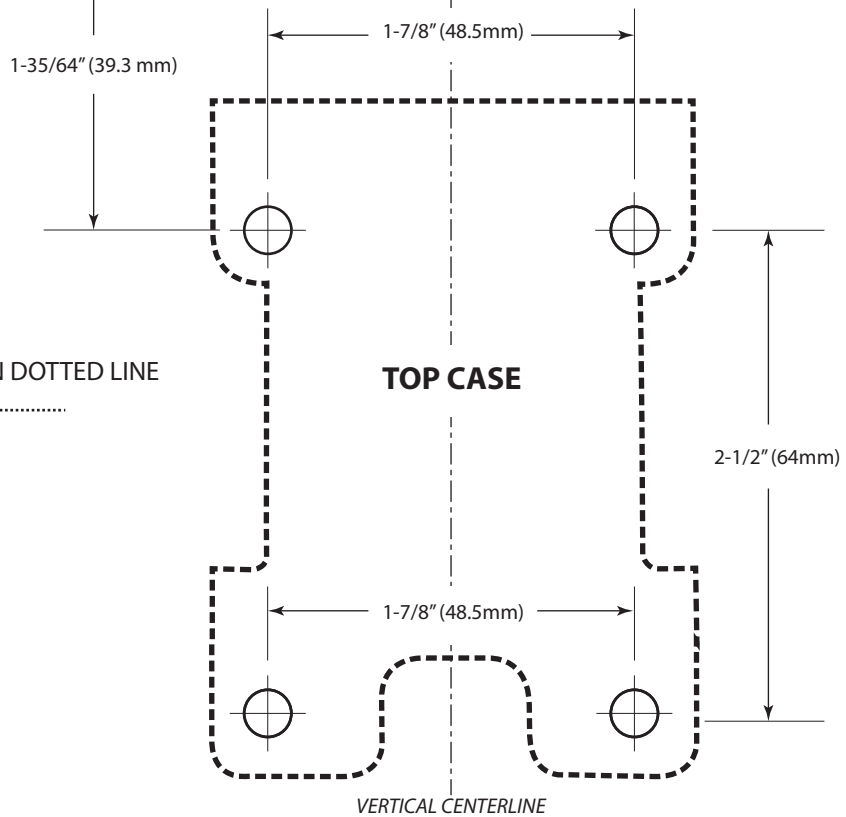 1-7/8” (48.5mm)
1-35/64” (39.3 mm)
DOTTED LINE
TOP CASE
2-1/2” (64mm)
1-7/8” (48.5mm)
VERTICAL CENTERLINE